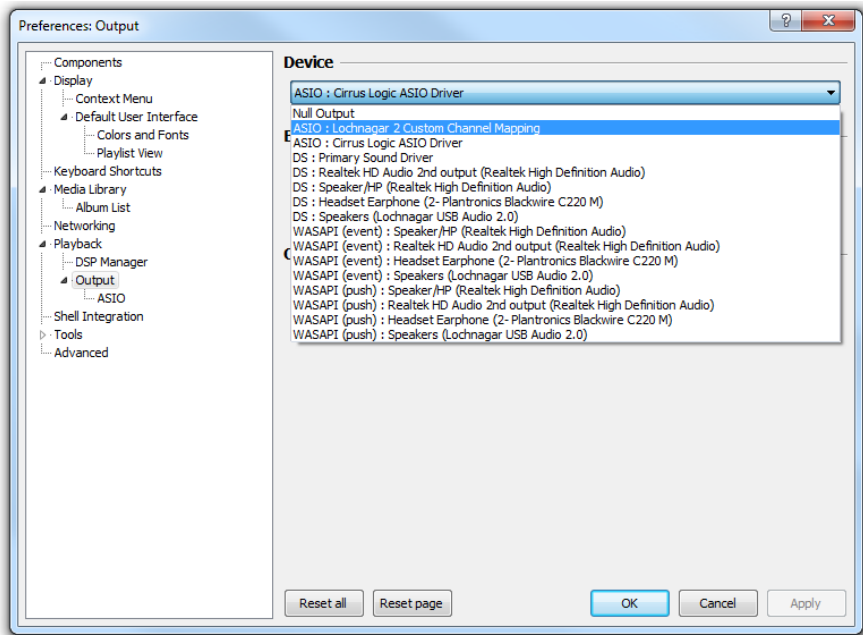 Preferences: Output
Components
Display
Context Menu
Default User Interface
Colors and Fonts
Playlist View
Keyboard Shortcuts
Media Library
Album List
Networking
Playback
DSP Manager
Output
ASIO
Shell Integration
Tools
Advanced
Device
ASIO : Cirrus Logic ASIO Driver
Null Output
ASIO : Lochnagar 2 Custom Channel Mapping
ASIO : Cirrus Logic ASIO Driver
DS : Primary Sound Driver
DS : Realtek HD Audio 2nd output (Realtek High Definition Audio)
DS : Speaker/HP (Realtek High Definition Audio)
DS : Headset Earphone (2- Plantronics Blackwire C220 M)
DS : Speakers (Lochnagar USB Audio 2.0)
WASAPI (event) : Speaker/HP (Realtek High Definition Audio)
WASAPI (event) : Realtek HD Audio 2nd output (Realtek High Definition Audio)
WASAPI (event) : Headset Earphone (2- Plantronics Blackwire C220 M)
WASAPI (event) : Speakers (Lochnagar USB Audio 2.0)
WASAPI (push) : Speaker/HP (Realtek High Definition Audio)
WASAPI (push) : Realtek HD Audio 2nd output (Realtek High Definition Audio)
WASAPI (push) : Headset Earphone (2- Plantronics Blackwire C220 M)
WASAPI (push) : Speakers (Lochnagar USB Audio 2.0)
Reset all
Reset page
OK
Cancel
Apply